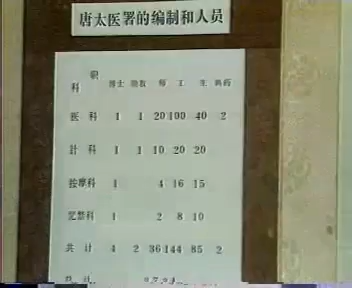 唐太医署的编制和人员
职
科 博士 助教 师 工 生 典药
医科 1 1 20 100 40 2
针科 1 1 10 20 20
按摩科 1 4 16 15
咒禁科 1 2 8 10
共计 4 2 36 144 85 2